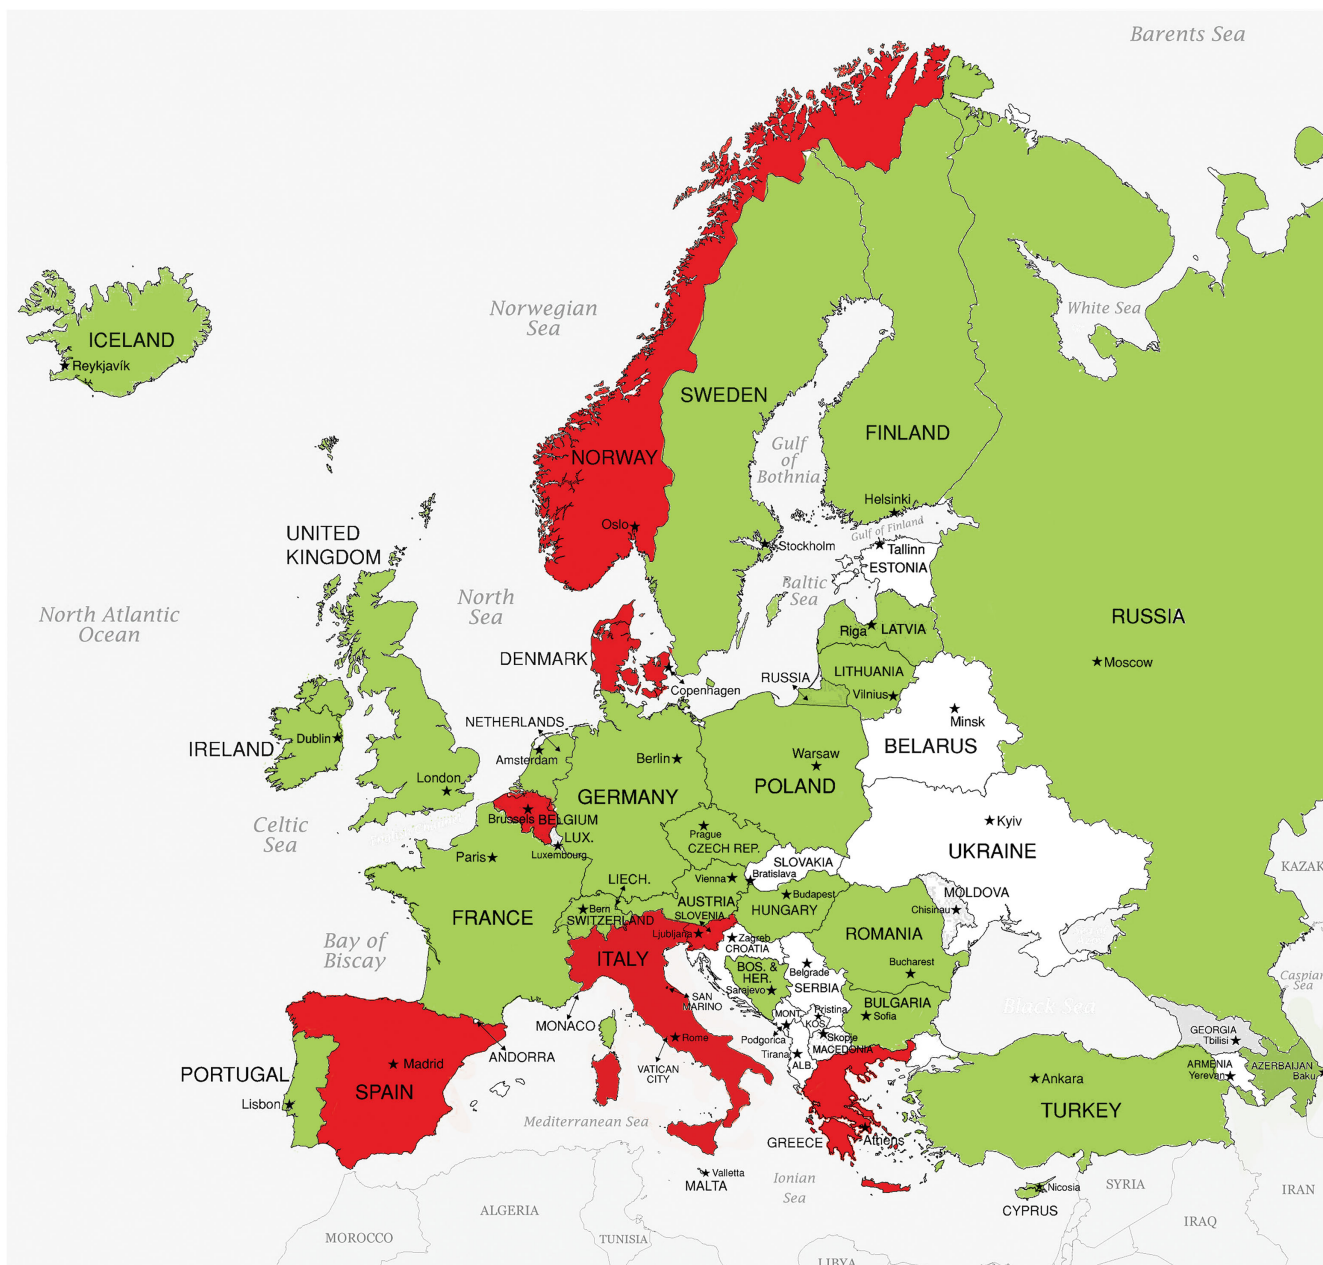 Barents Sea
Norwegian
Sea
White Sea
ICELAND
Reykjavík
SWEDEN
FINLAND
NORWAY
Gulf
of
Bothnia
Helsinki
Oslo
Gulf of Finland
Stockholm
Tallinn
ESTONIA
UNITED
KINGDOM
North Atlantic
Ocean
North
Sea
Baltic
Sea
RUSSIA
Riga
LATVIA
DENMARK
Copenhagen
RUSSIA
LITHUANIA
Vilnius
Moscow
NETHERLANDS
Minsk
BELARUS
IRELAND
Dublin
Amsterdam
Berlin
Warsaw
POLAND
London
GERMANY
Celtic
Sea
Brussels
BELGIUM
LUX.
Luxembourg
Prague
CZECH REP.
Kyiv
UKRAINE
Paris
SLOVAKIA
Bratislava
KAZAK
LIECH.
Vienna
AUSTRIA
Budapest
HUNGARY
MOLDOVA
Chisinau
FRANCE
Bern
SWITZERLAND
SLOVENIA
Ljubljana
Zagreb
CROATIA
ROMANIA
Bay of
Biscay
ITALY
BOS. &
HER.
Sarajevo
Belgrade
SERBIA
Bucharest
Caspian
Sea
SAN
MARINO
MONACO
Pristina
KOS.
MONT.
BULGARIA
Sofia
Black Sea
Podgorica
Skopje
MACEDONIA
Tirana
ALB.
GEORGIA
Tbilisi
ANDORRA
Rome
VATICAN
CITY
ARMENIA
Yerevan
AZERBAIJAN
Baku
PORTUGAL
Madrid
SPAIN
Lisbon
Ankara
TURKEY
Mediterranean Sea
GREECE
Athens
Valletta
MALTA
Ionian
Sea
Nicosia
CYPRUS
SYRIA
IRAN
IRAQ
MOROCCO
ALGERIA
TUNISIA
LIBYA